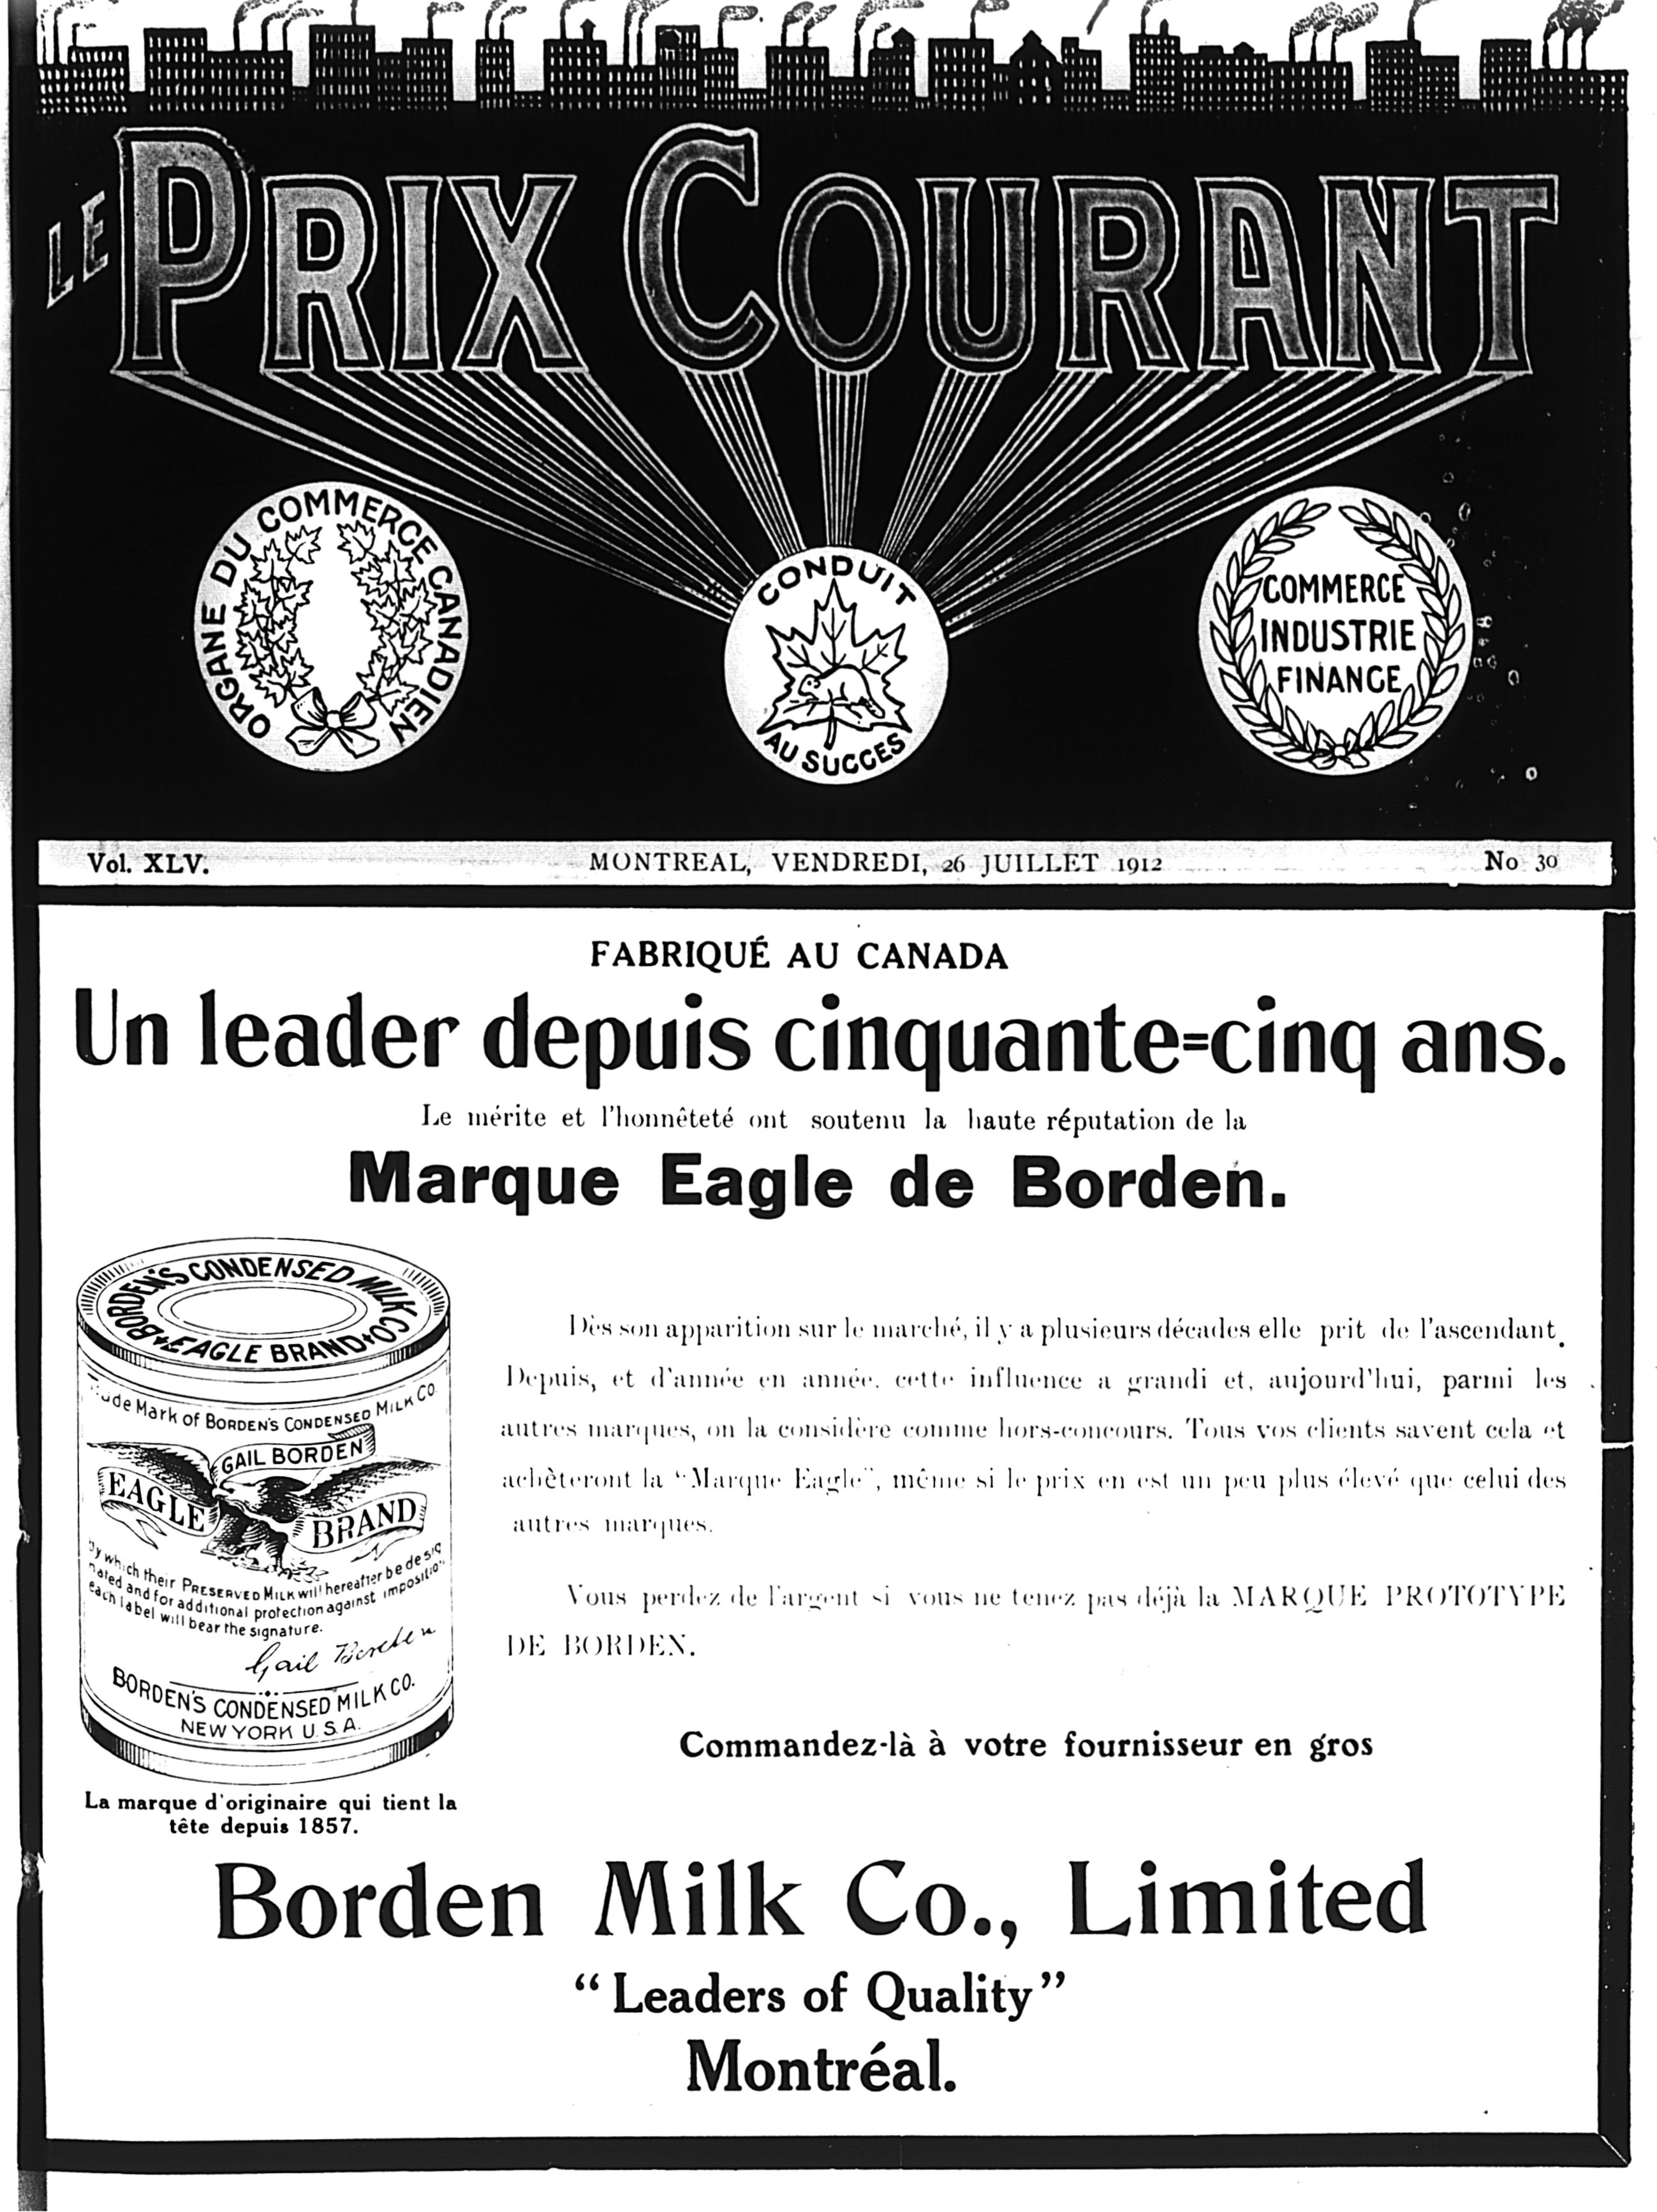 LE PRIX COURANT
ORGANE DU COMMERCE CANADIEN
CONDUIT
AU SUCCES
COMMERCE
INDUSTRIE
FINANCE
Vol. XLV. MONTREAL, VENDREDI, 26 JUILLET 1912 No 30
FABRIQUÉ AU CANADA
Un leader depuis cinquante=cinq ans.
Le mérite et l'honnêteté ont soutenu la haute réputation de la
Marque Eagle de Borden.
BORDEN'S CONDENSED MILK CO.
EAGLE BRAND
Trade Mark of BORDEN'S CONDENSED MILK CO.
GAIL BORDEN
EAGLE BRAND
By which their PRESERVED MILK will hereafter be desig
nated and for additional protection against imposition
each label will bear the signature.
Gail Borden
BORDEN'S CONDENSED MILK CO.
NEW YORK U.S.A.
La marque d'originaire qui tient la
tête depuis 1857.
Dès son apparition sur le marché, il y a plusieurs décades elle prit de l'ascendant.
Depuis, et d'année en année, cette influence a grandi et, aujourd'hui, parmi les
autres marques, on la considère comme hors-concours. Tous vos clients savent cela et
achèteront la "Marque Eagle", même si le prix en est un peu plus élevé que celui des
autres marques.
Vous perdez de l'argent si vous ne tenez pas déjà la MARQUE PROTOTYPE
DE BORDEN.
Commandez-là à votre fournisseur en gros
Borden Milk Co., Limited
"Leaders of Quality"
Montréal.